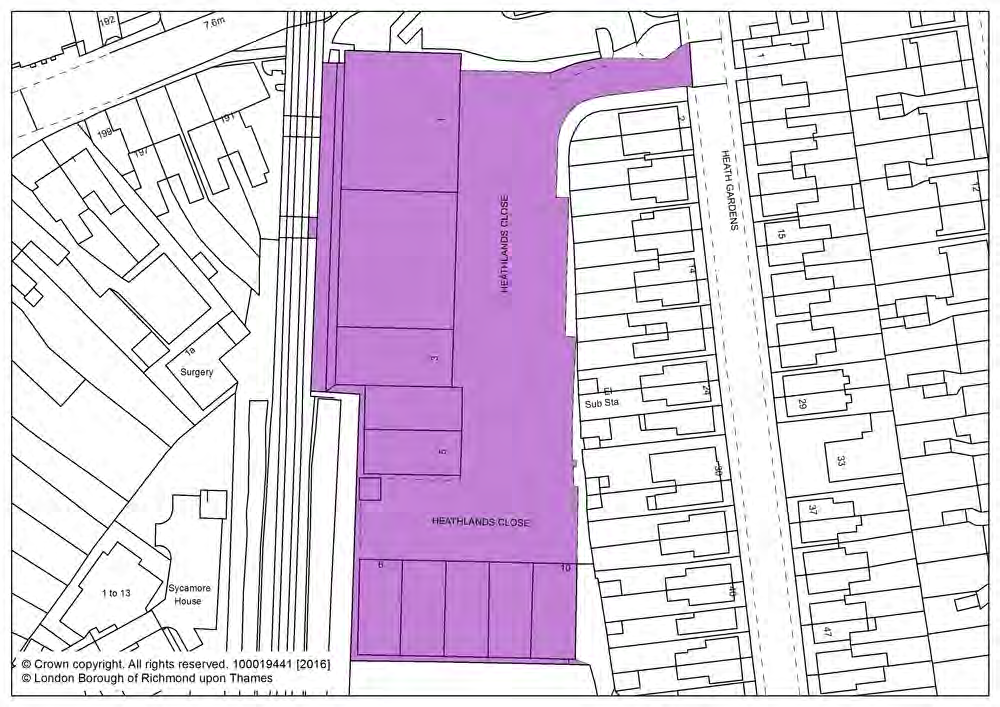 192
7.6m
199
197
191
1
1
2
12
HEATH GARDENS
HEATHLANDS CLOSE
15
14
3
1a
Surgery
El
Sub Sta
24
29
5
30
33
37
HEATHLANDS CLOSE
6
10
40
47
1 to 13
Sycamore
House
© Crown copyright. All rights reserved. 100019441 [2016]
© London Borough of Richmond upon Thames